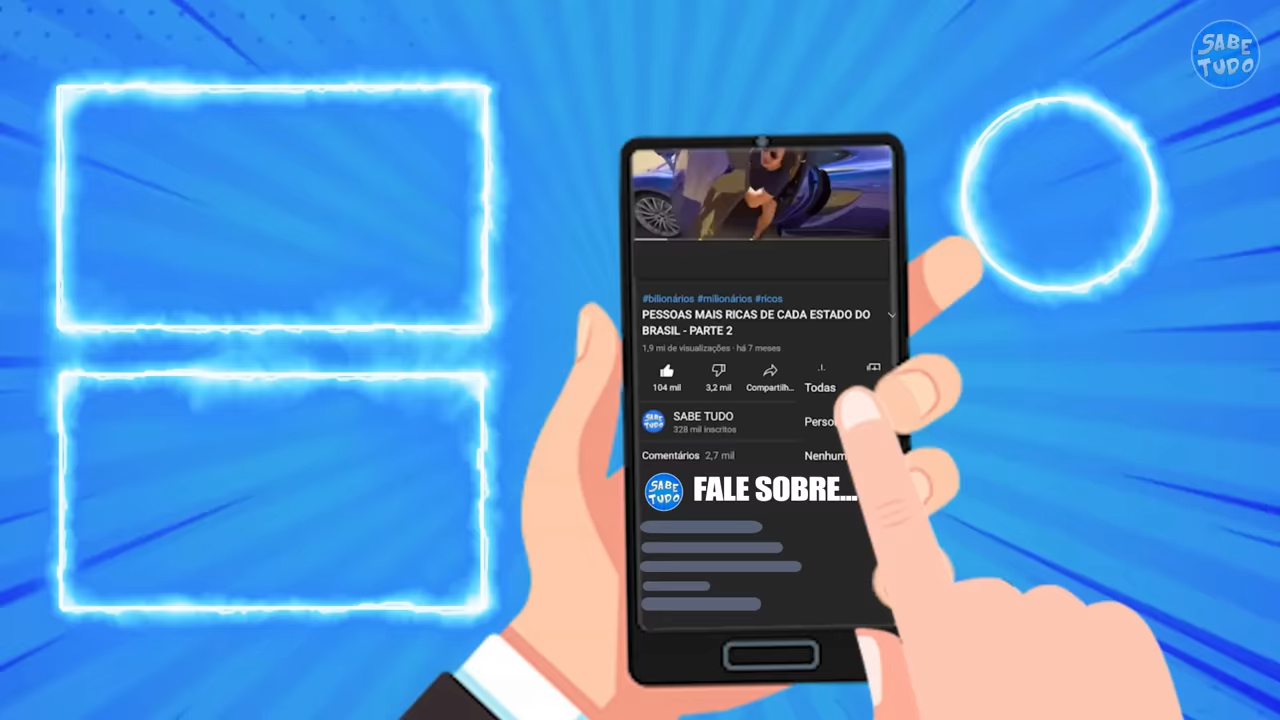 SABE
TUDO
#bilionários #milionários #ricos
PESSOAS MAIS RICAS DE CADA ESTADO DO
BRASIL - PARTE 2
1,9 mi de visualizações · há 7 meses
104 mil 3,2 mil Compartilh... Todas
SABE TUDO
SABE TUDO
328 mil inscritos
Perso
Comentários 2,7 mil Nenhum
SABE
TUDO
FALE SOBRE...